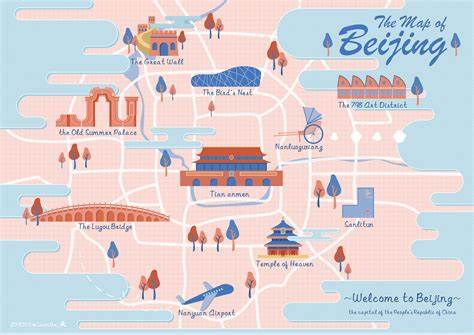 The Map of
Beijing
The Great Wall
The Bird's Nest
The 798 Art District
the Old Summer Palace
Nanluoguxiang
Tian anmen
The Lugou Bridge
Sanlitun
Temple of Heaven
Nanyuan Airport
~Welcome to Beijing~
the capital of the People's Republic of China